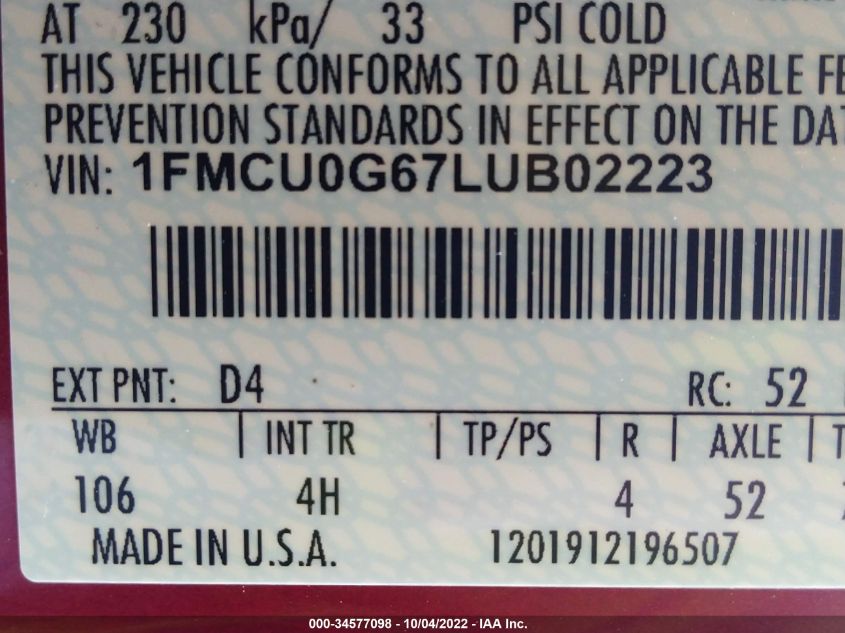 AT 230 kPa/ 33 PSI COLD
THIS VEHICLE CONFORMS TO ALL APPLICABLE FE
PREVENTION STANDARDS IN EFFECT ON THE DAT
VIN: 1FMCU0G67LUB02223
EXT PNT: D4 RC: 52
WB | INT TR | TP/PS | R | AXLE | T
106 4H 4 52
MADE IN U.S.A. 1201912196507
000-34577098 - 10/04/2022 - IAA Inc.